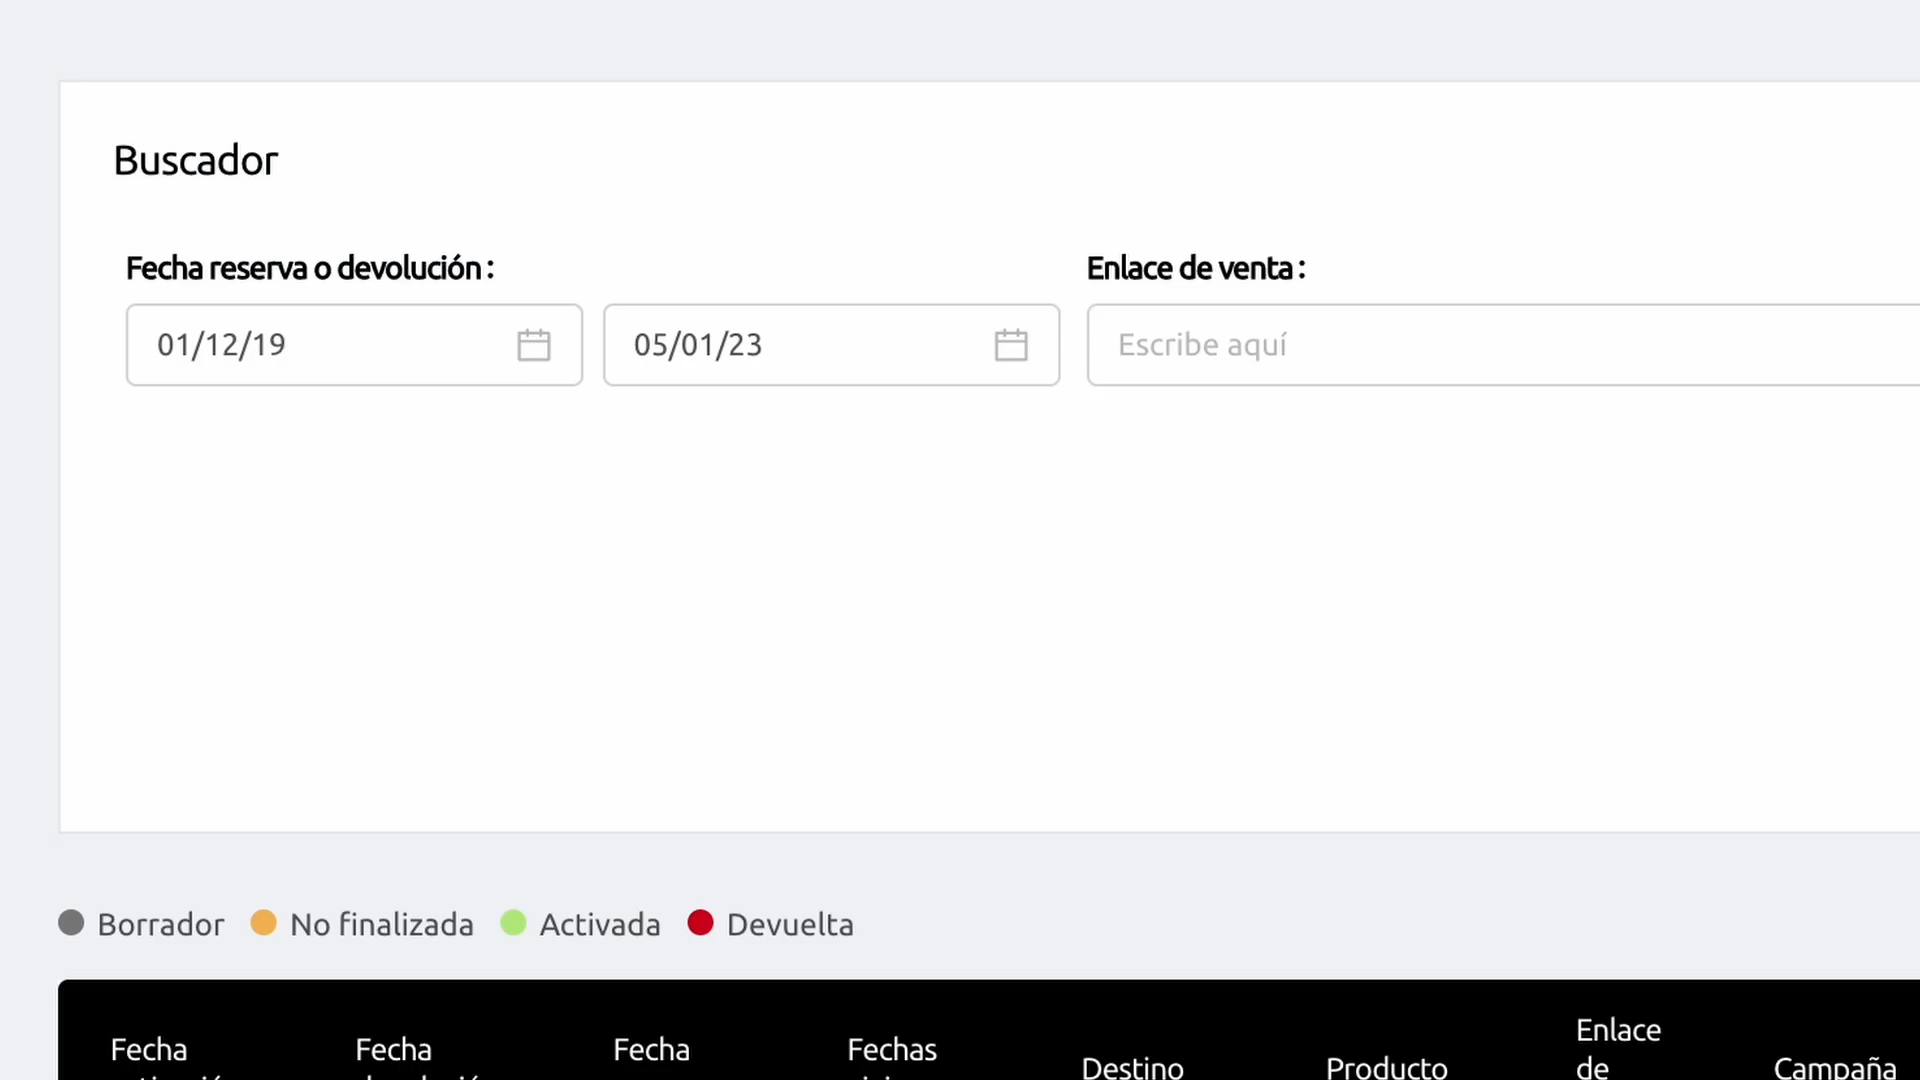 Buscador
Fecha reserva o devolución :
Enlace de venta :
01/12/19
05/01/23
Escribe aquí
Borrador
No finalizada
Activada
Devuelta
Fecha
Fecha
Fecha
Fechas
Destino
Producto
Enlace
de
Campaña